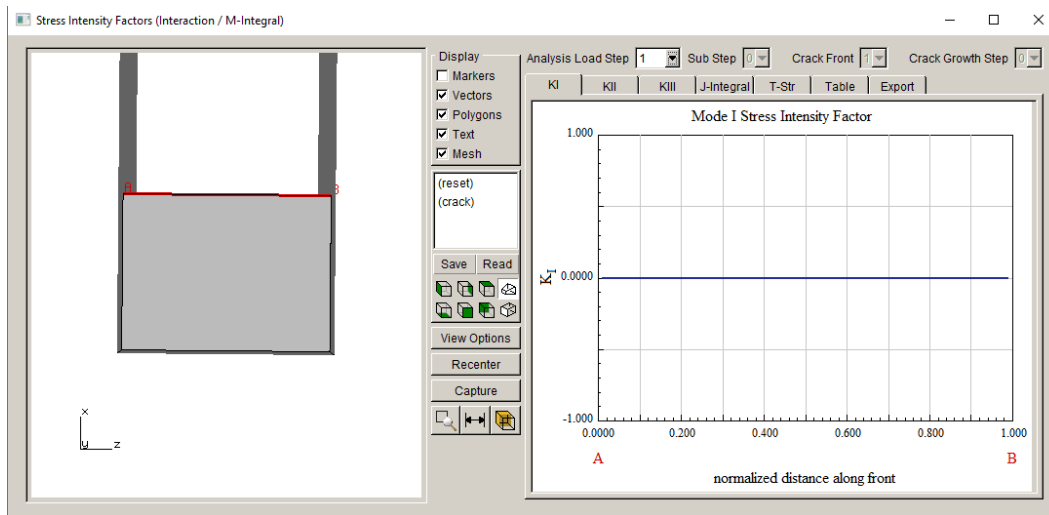 Stress Intensity Factors (Interaction / M-Integral)
Display
Markers
Vectors
Polygons
Text
Mesh
(reset)
(crack)
Save Read
View Options
Recenter
Capture
A B
x
y z
Analysis Load Step 1 Sub Step 0 Crack Front 1 Crack Growth Step 0
KI KII KIII J-Integral T-Str Table Export
Mode I Stress Intensity Factor
1.000
KI 0.0000
-1.000
0.0000 0.200 0.400 0.600 0.800 1.000
A B
normalized distance along front